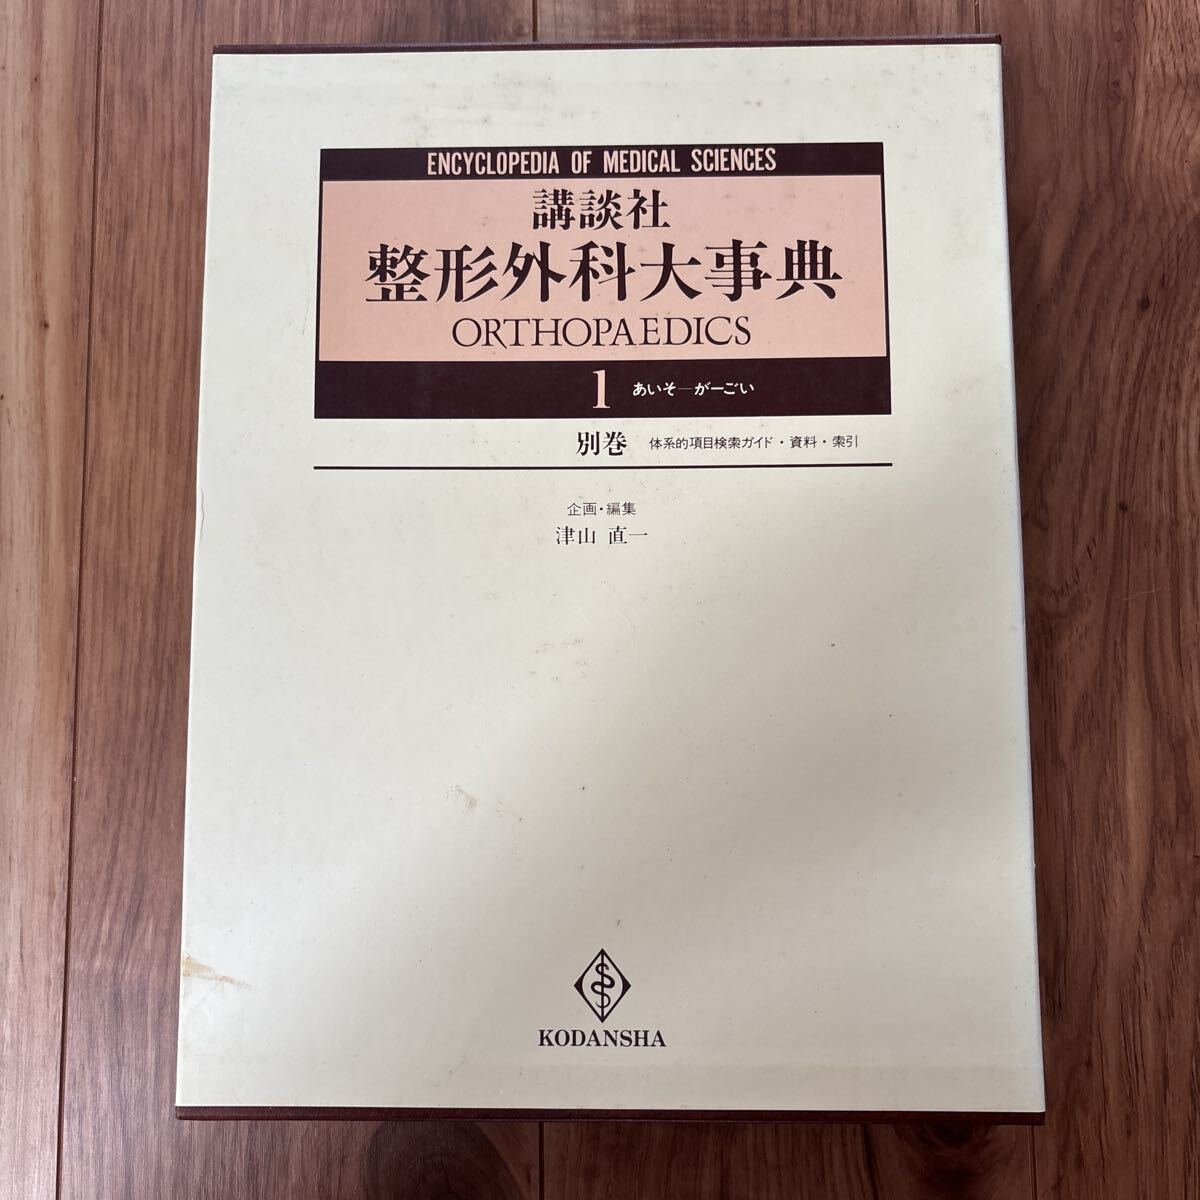 ENCYCLOPEDIA OF MEDICAL SCIENCES
講談社
整形外科大事典
ORTHOPAEDICS
1 あいそ—がーごい
別巻 体系的項目検索ガイド・資料・索引
企画・編集
津山 直一
KODANSHA